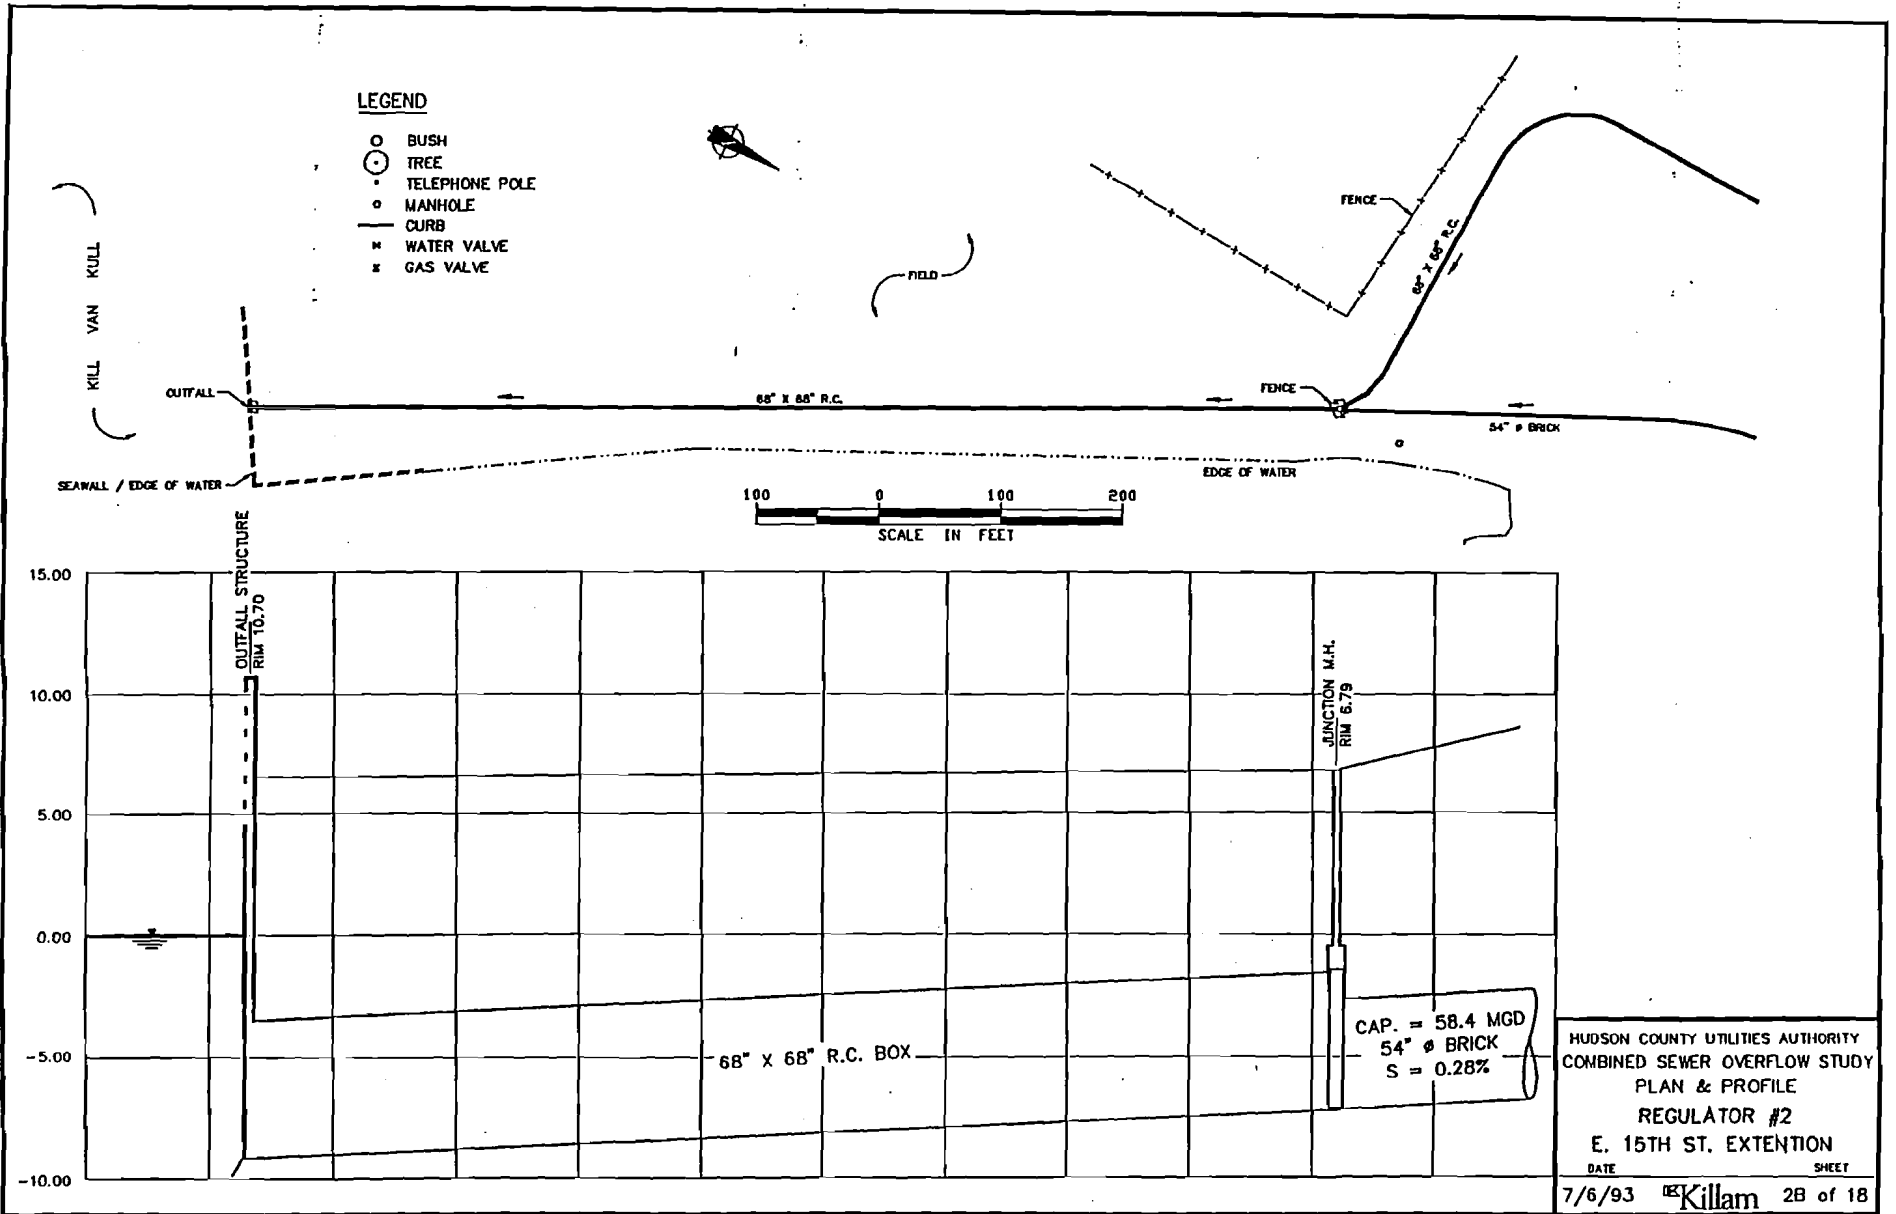 LEGEND
BUSH
TREE
TELEPHONE POLE
MANHOLE
CURB
WATER VALVE
GAS VALVE
KILL VAN KULL
FIELD
FENCE
68" X 68" R.C.
OUTFALL
68" X 68" R.C.
FENCE
54" ø BRICK
SEAWALL / EDGE OF WATER
EDGE OF WATER
100 0 100 200
SCALE IN FEET
OUTFALL STRUCTURE
RIM 10.70
JUNCTION M.H.
RIM 6.79
15.00
10.00
5.00
0.00
-5.00
-10.00
68" X 68" R.C. BOX
CAP. = 58.4 MGD
54" ø BRICK
S = 0.28%
HUDSON COUNTY UTILITIES AUTHORITY
COMBINED SEWER OVERFLOW STUDY
PLAN & PROFILE
REGULATOR #2
E. 15TH ST. EXTENTION
DATE SHEET
7/6/93 Killam 2B of 18